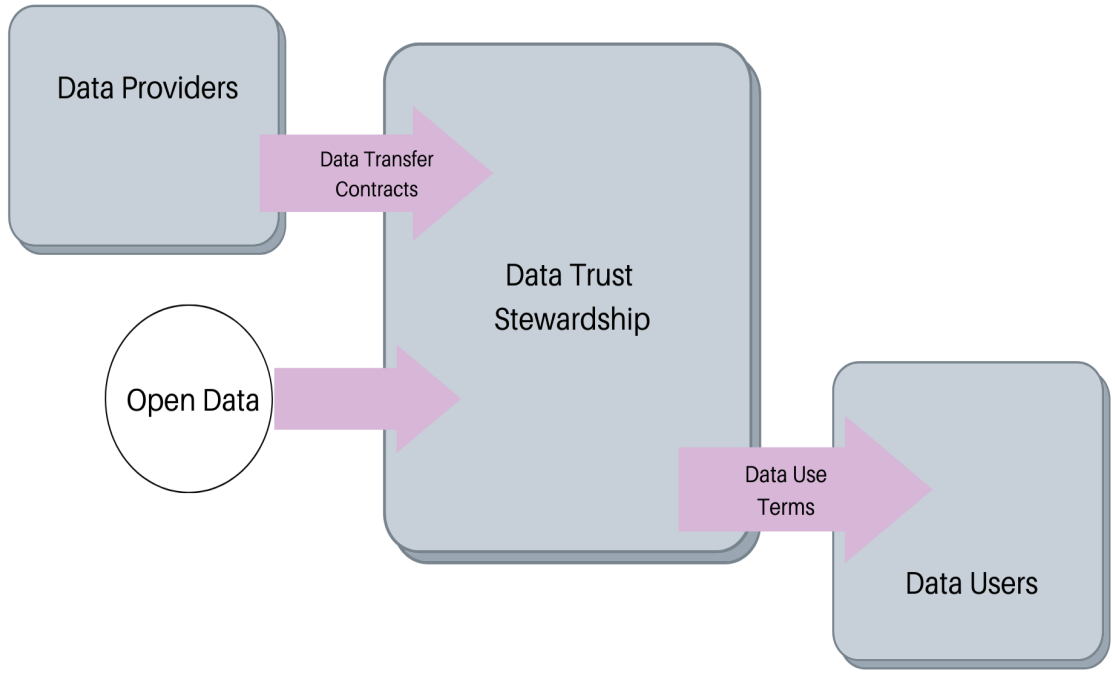 Data Providers
Data Transfer
Contracts
Data Trust
Stewardship
Open Data
Data Use
Terms
Data Users